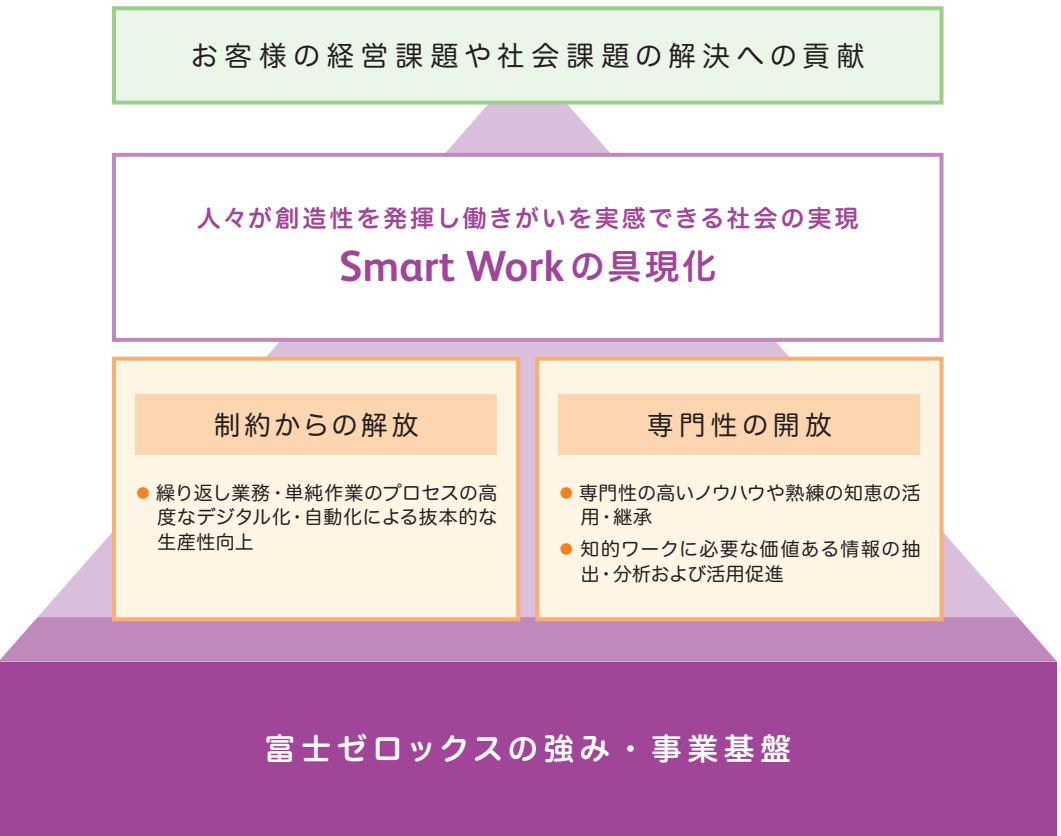 お客様の経営課題や社会課題の解決への貢献
人々が創造性を発揮し働きがいを実感できる社会の実現
Smart Workの具現化
制約からの解放
● 繰り返し業務・単純作業のプロセスの高
度なデジタル化・自動化による抜本的な
生産性向上
専門性の開放
● 専門性の高いノウハウや熟練の知恵の活
用・継承
● 知的ワークに必要な価値ある情報の抽
出・分析および活用促進
富士ゼロックスの強み・事業基盤